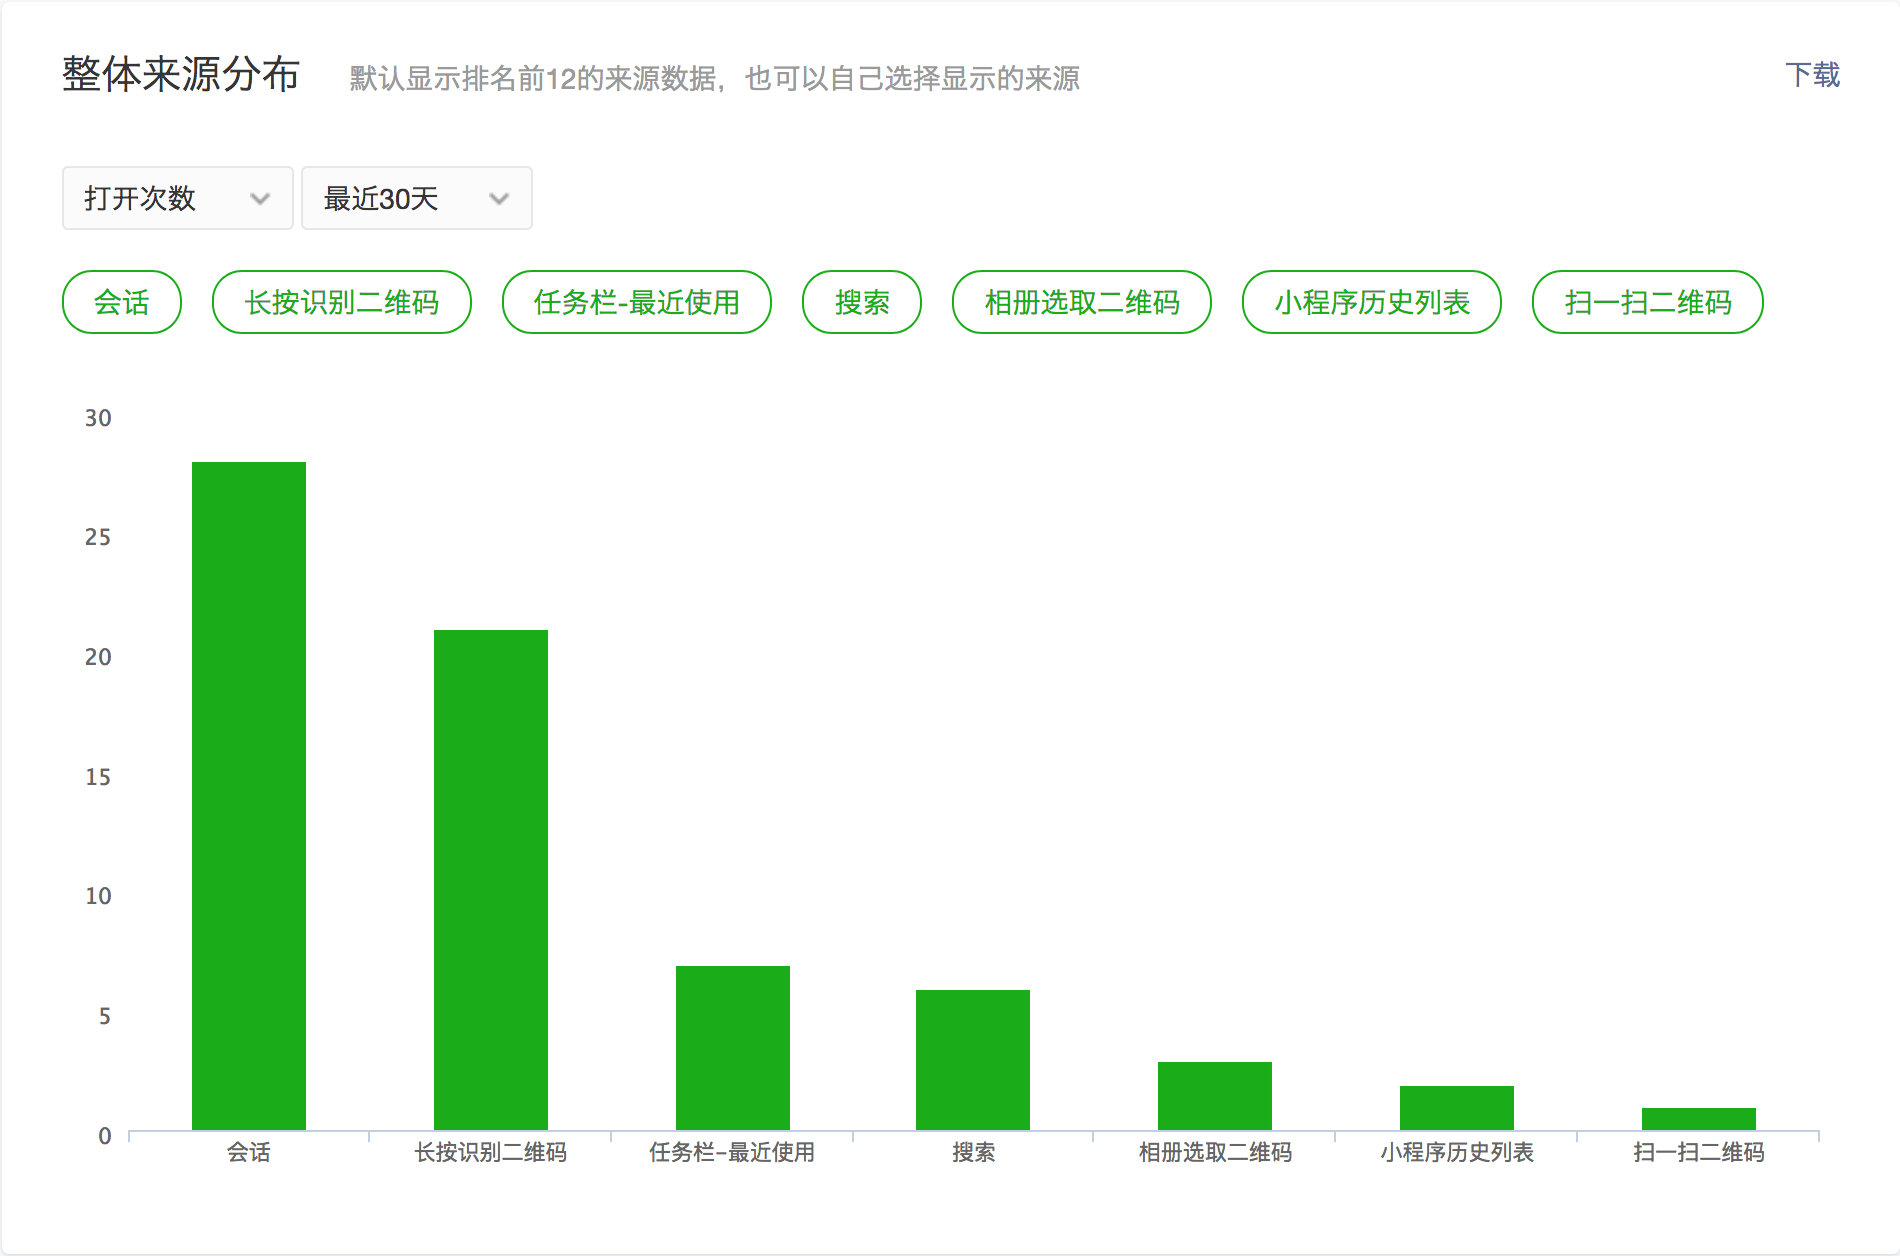 整体来源分布 默认显示排名前12的来源数据，也可以自己选择显示的来源 下载
打开次数 最近30天
会话 长按识别二维码 任务栏-最近使用 搜索 相册选取二维码 小程序历史列表 扫一扫二维码
30
25
20
15
10
5
0
会话 长按识别二维码 任务栏-最近使用 搜索 相册选取二维码 小程序历史列表 扫一扫二维码